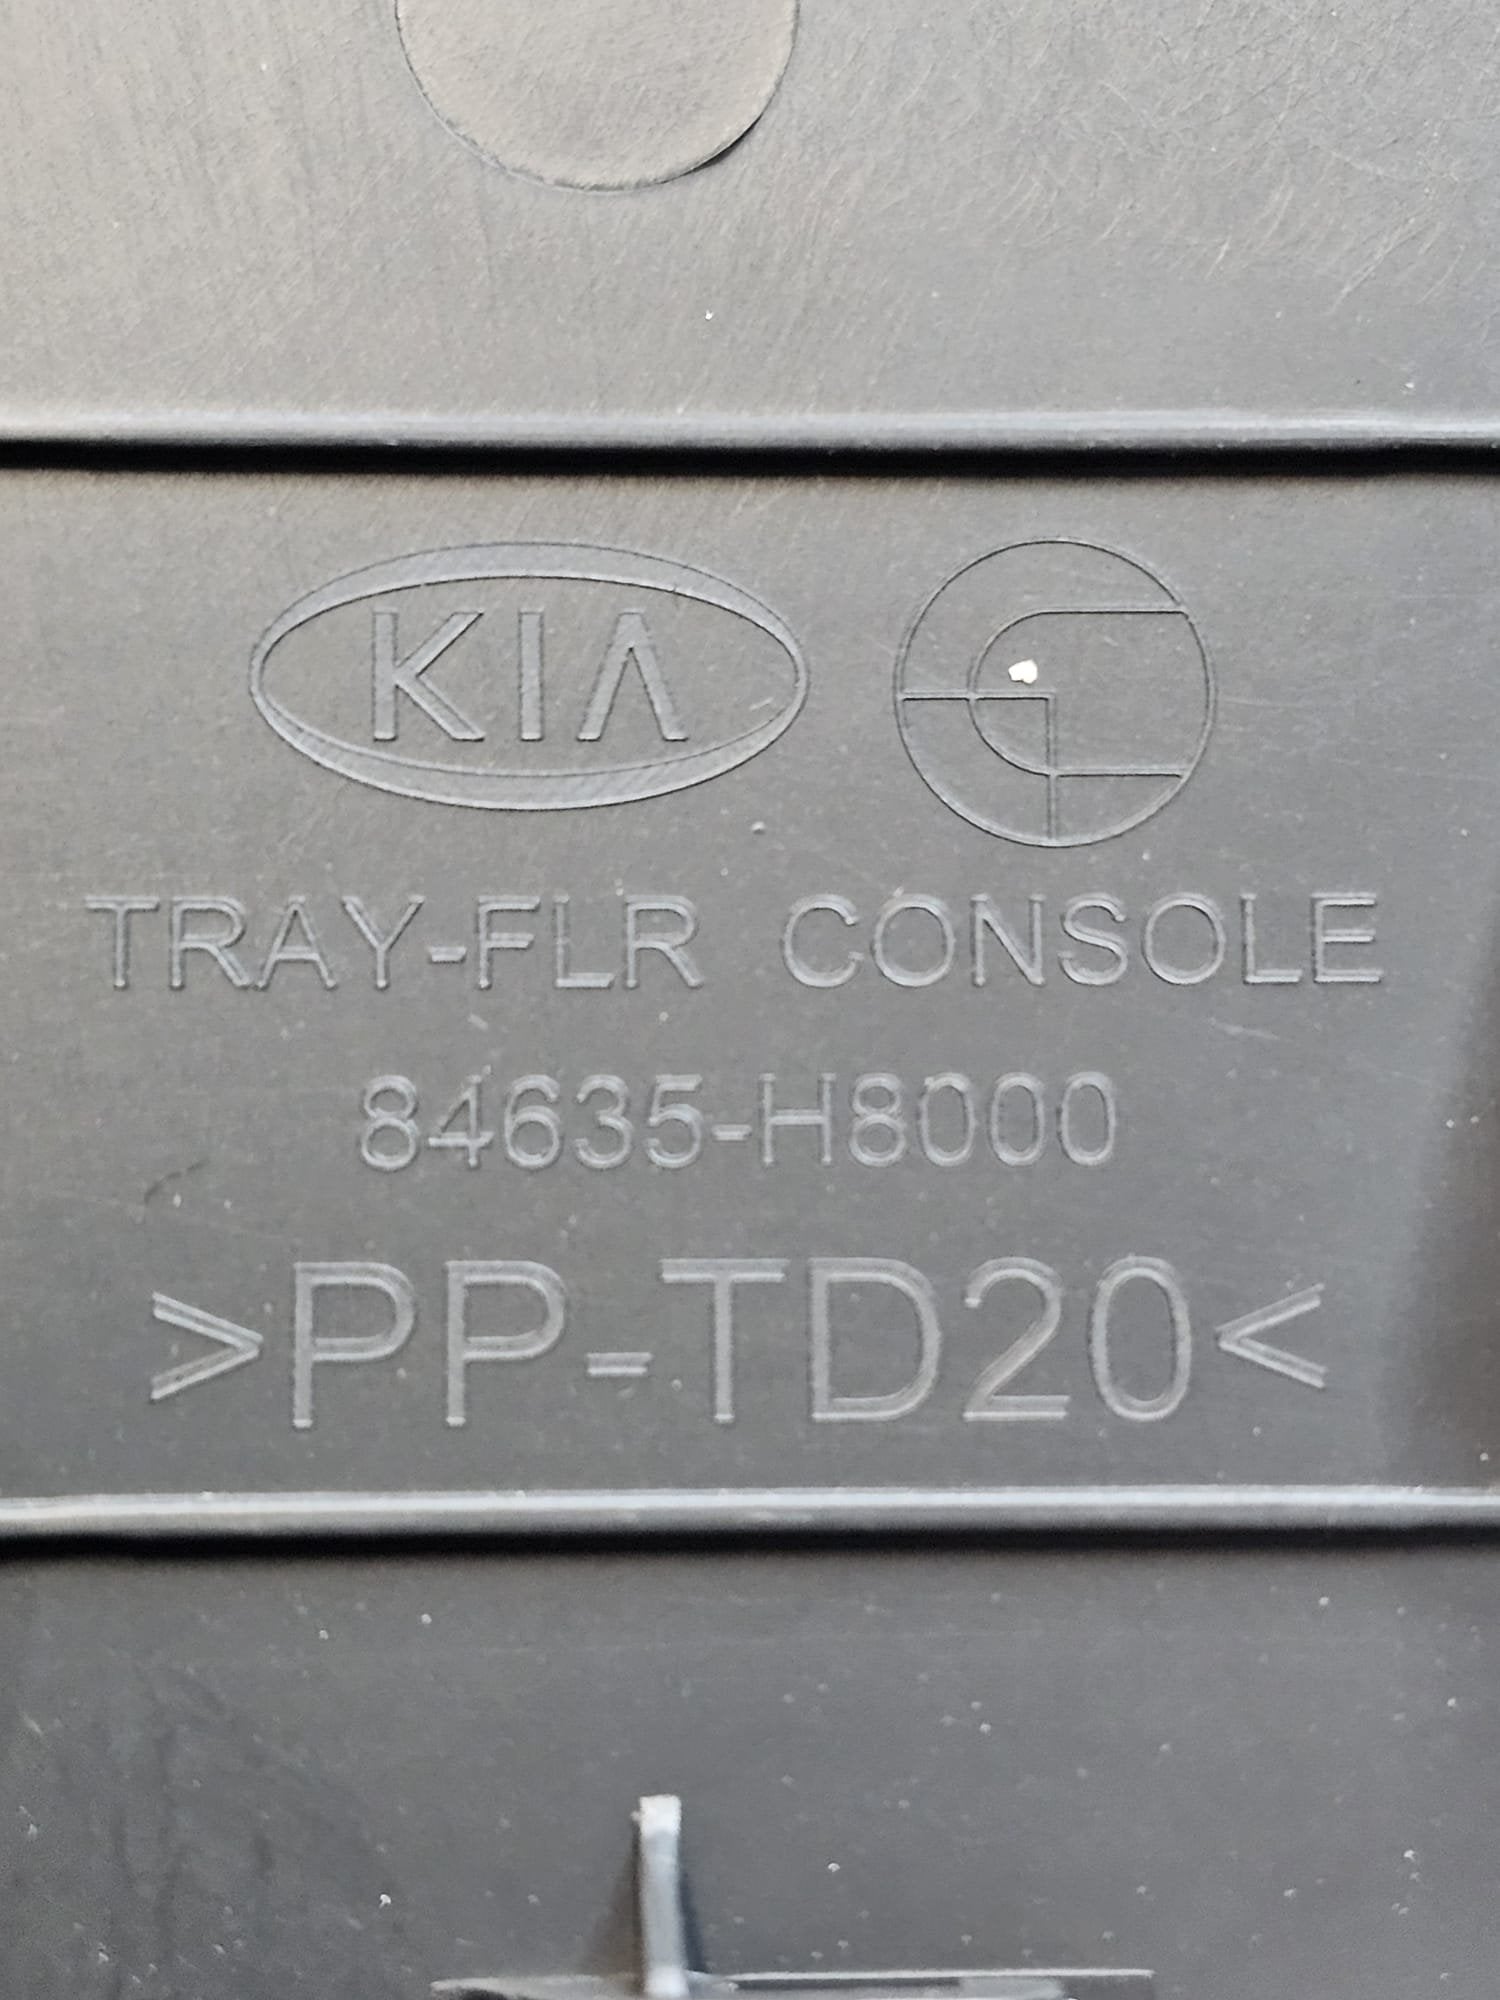 KIA
TRAY-FLR CONSOLE
84635-H8000
>PP-TD20<